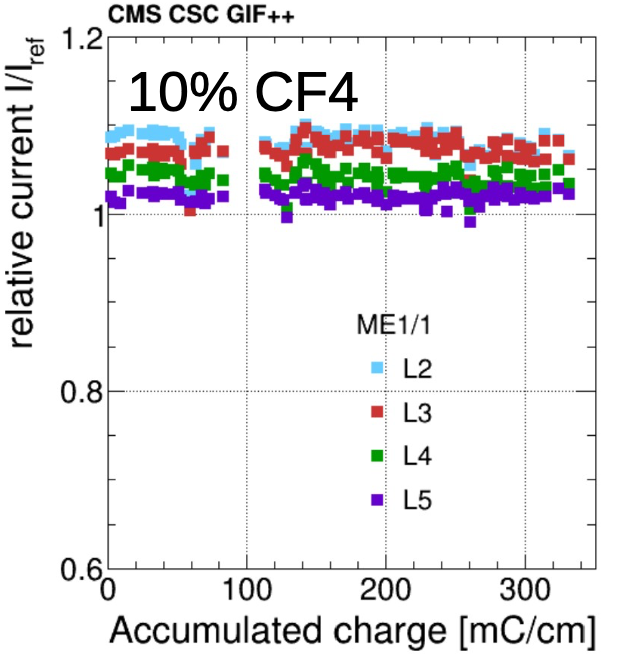 CMS CSC GIF++
1.2
10% CF4
relative current I/I_ref
1
ME1/1
L2
0.8
L3
L4
L5
0.6
0 100 200 300
Accumulated charge [mC/cm]